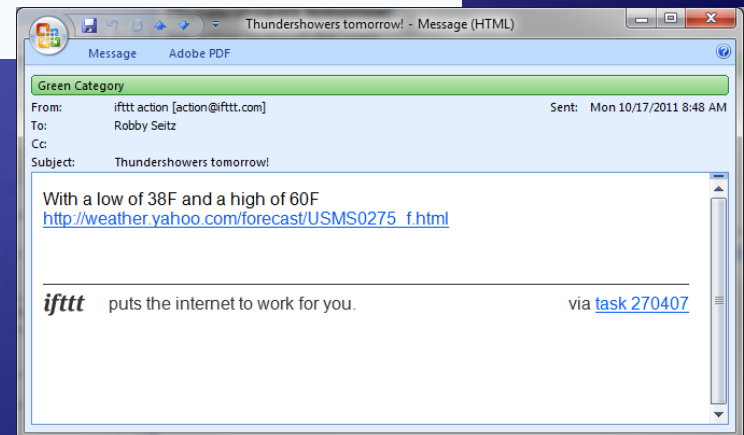 Thundershowers tomorrow! - Message (HTML)
Message Adobe PDF
Green Category
From: ifttt action [action@ifttt.com] Sent: Mon 10/17/2011 8:48 AM
To: Robby Seitz
Cc:
Subject: Thundershowers tomorrow!
With a low of 38F and a high of 60F
http://weather.yahoo.com/forecast/USMS0275_f.html
ifttt puts the internet to work for you. via task 270407